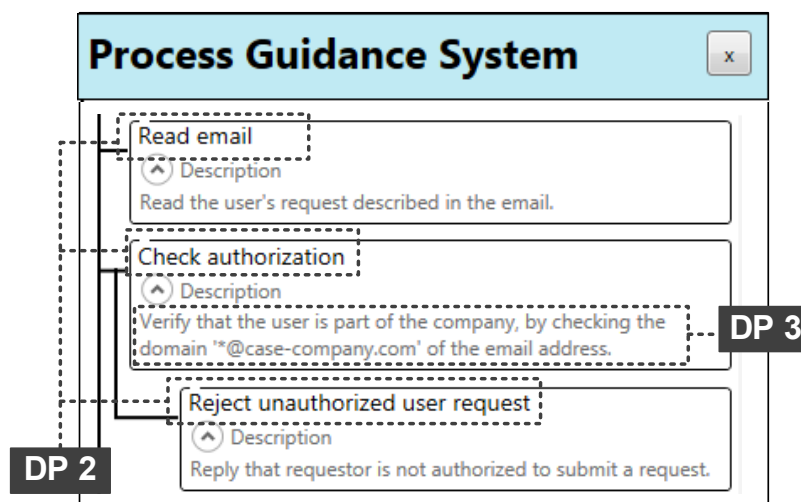 Process Guidance System
x
Read email
Description
Read the user's request described in the email.
Check authorization
Description
Verify that the user is part of the company, by checking the
domain '*@case-company.com' of the email address.
DP 3
Reject unauthorized user request
Description
Reply that requestor is not authorized to submit a request.
DP 2